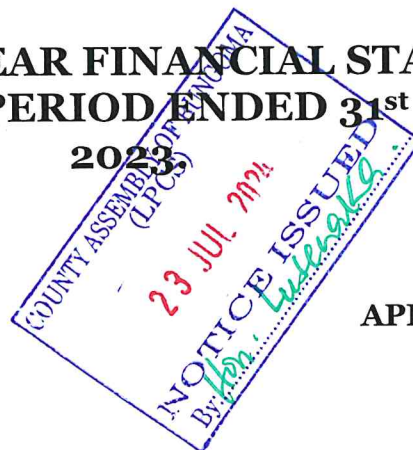 EAR FINANCIAL STA
PERIOD ENDED 31st
2023.
COUNTY ASSEMBLY OF BUNGOMA
(LPCS)
23 JUL 2024
NOTICE ISSUED
By: Hon.
API